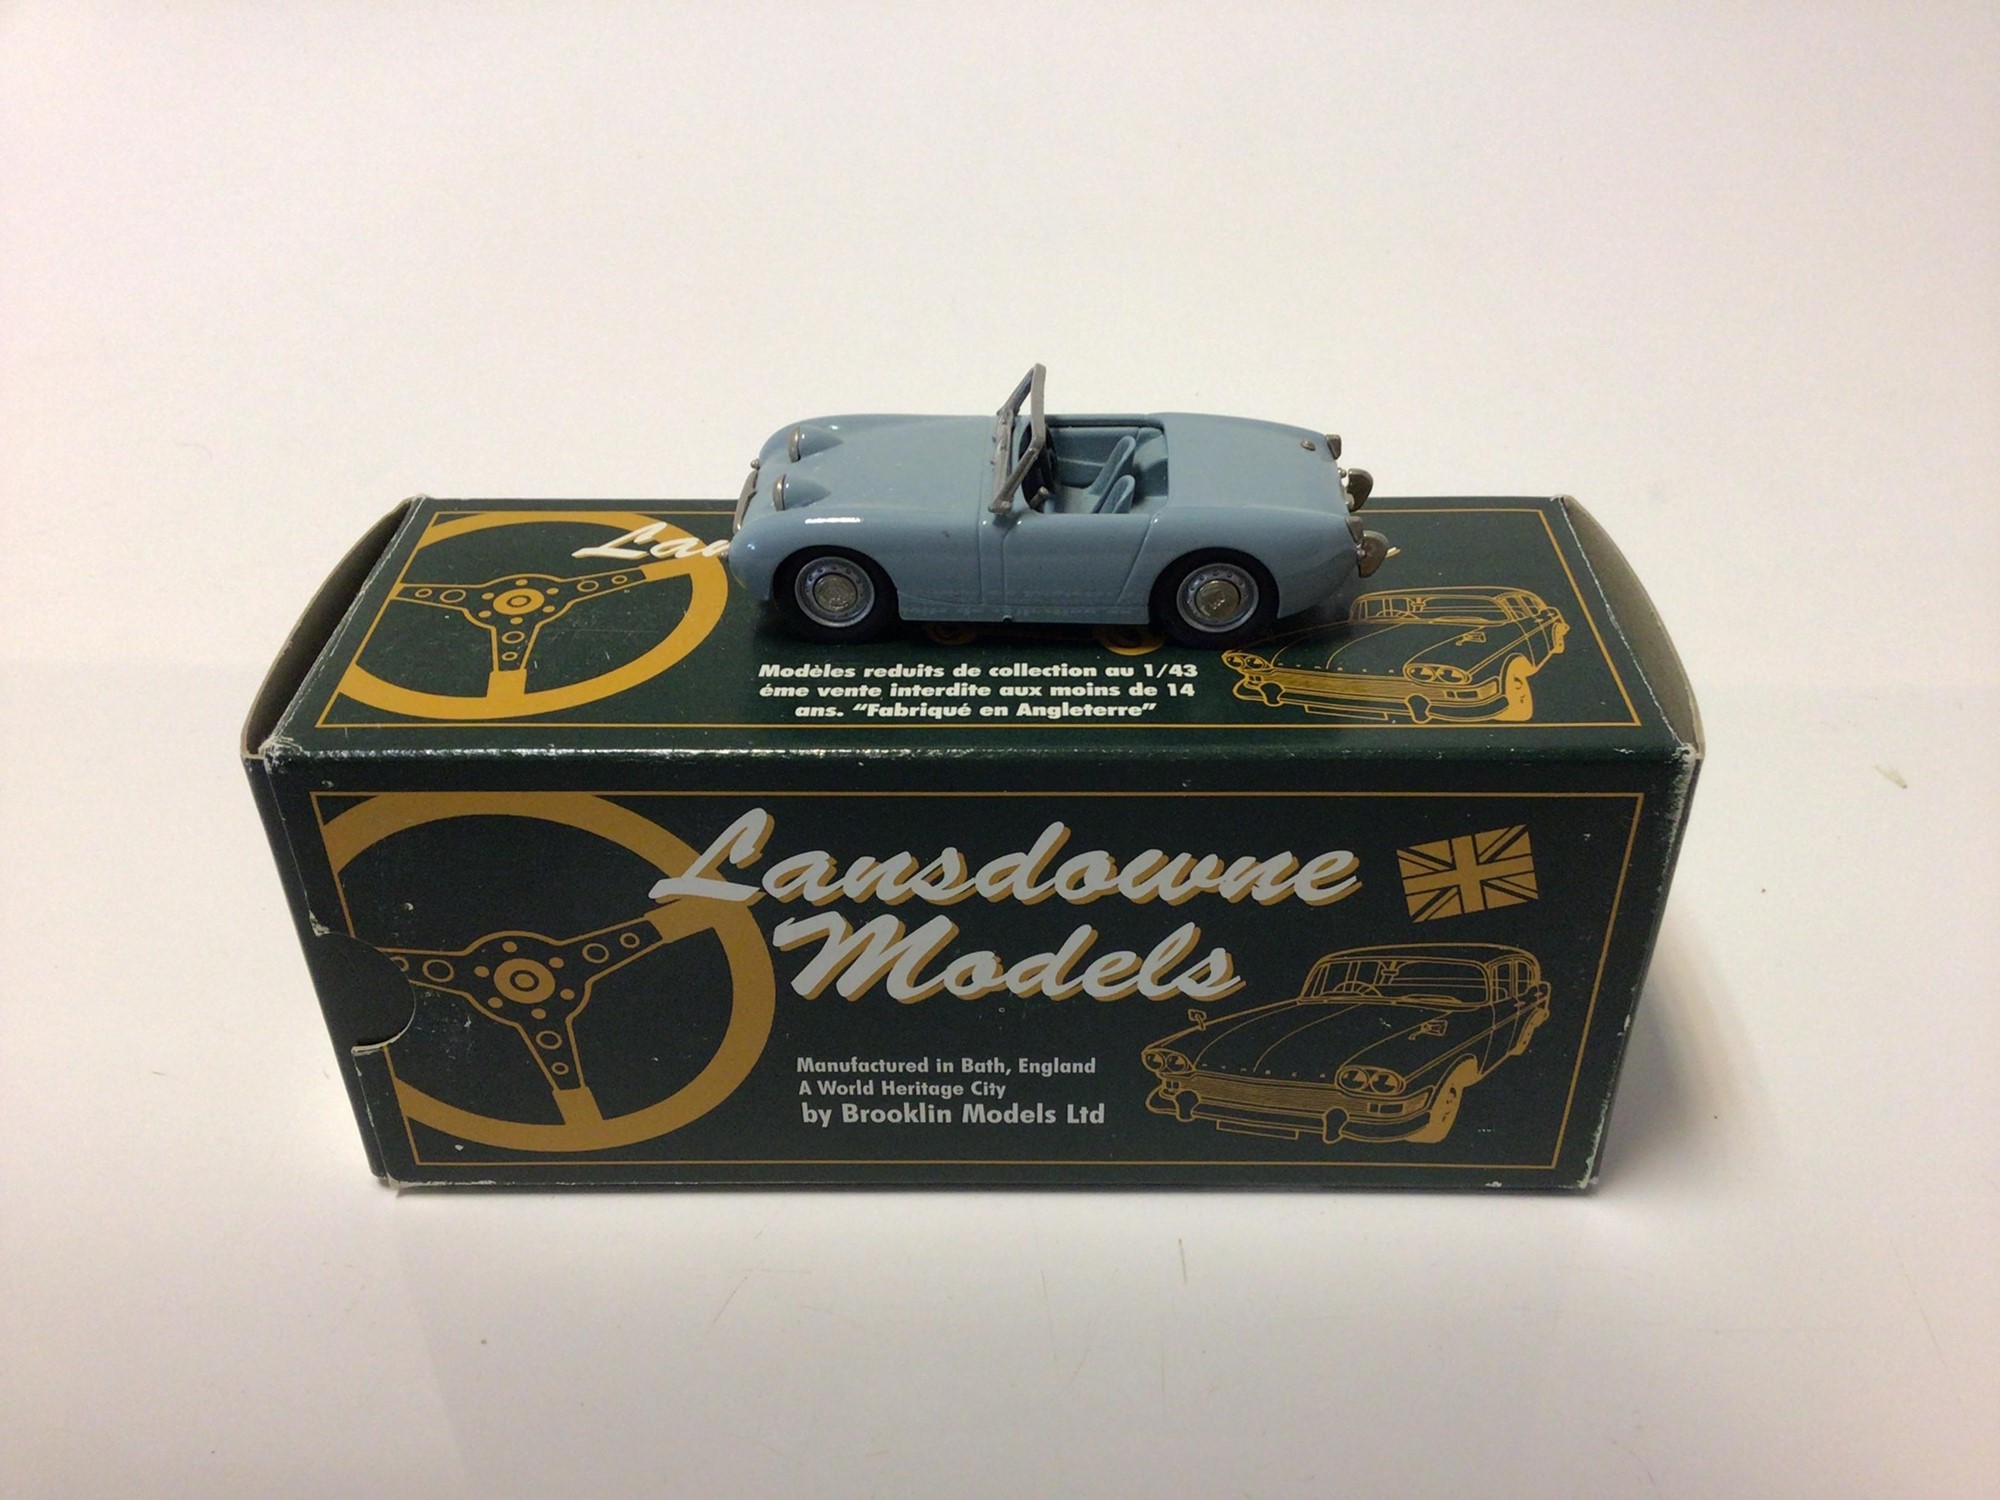 Modèles reduits de collection au 1/43
éme vente interdite aux moins de 14
ans. “Fabriqué en Angleterre”
Lansdowne
Models
Manufactured in Bath, England
A World Heritage City
by Brooklin Models Ltd